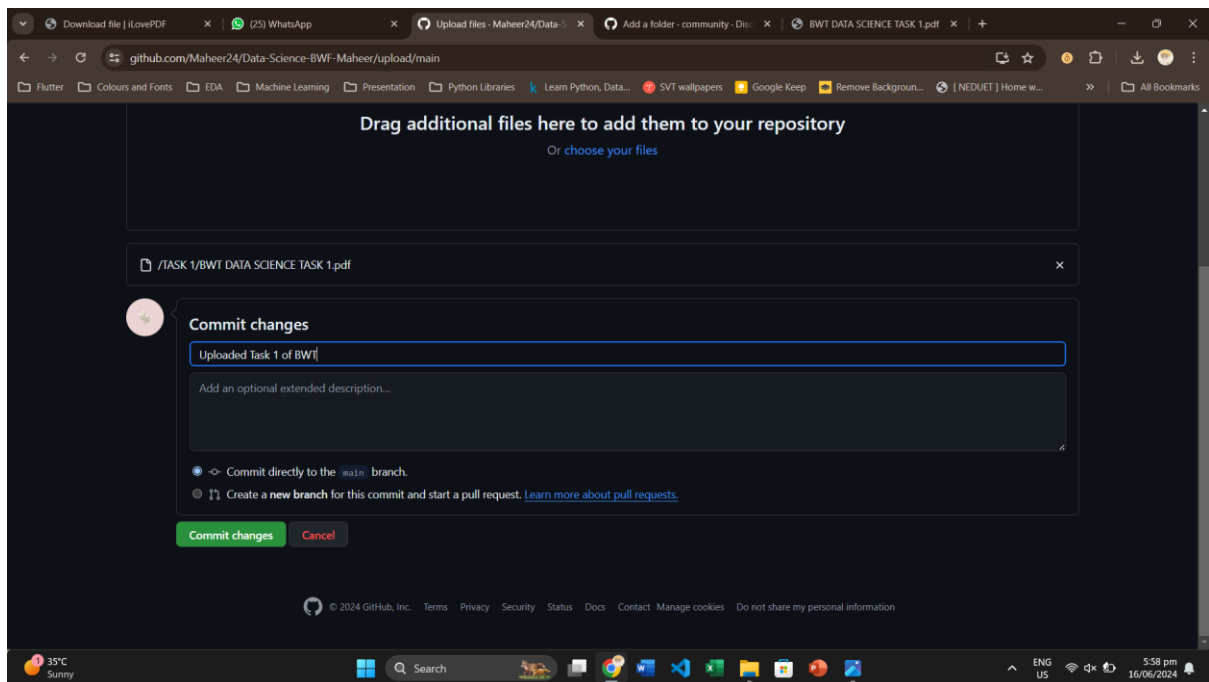 Download file | iLovePDF
(25) WhatsApp
Upload files · Maheer24/Data-S
Add a folder · community · Disc
BWT DATA SCIENCE TASK 1.pdf
github.com/Maheer24/Data-Science-BWF-Maheer/upload/main
Flutter
Colours and Fonts
EDA
Machine Learning
Presentation
Python Libraries
Learn Python, Data...
SVT wallpapers
Google Keep
Remove Backgroun...
[ NEDUET ] Home w...
All Bookmarks
Drag additional files here to add them to your repository
Or choose your files
/TASK 1/BWT DATA SCIENCE TASK 1.pdf
Commit changes
Uploaded Task 1 of BWT
Add an optional extended description...
Commit directly to the main branch.
Create a new branch for this commit and start a pull request. Learn more about pull requests.
Commit changes
Cancel
© 2024 GitHub, Inc. Terms Privacy Security Status Docs Contact Manage cookies Do not share my personal information
1
35°C
Sunny
Search
ENG
US
5:58 pm
16/06/2024